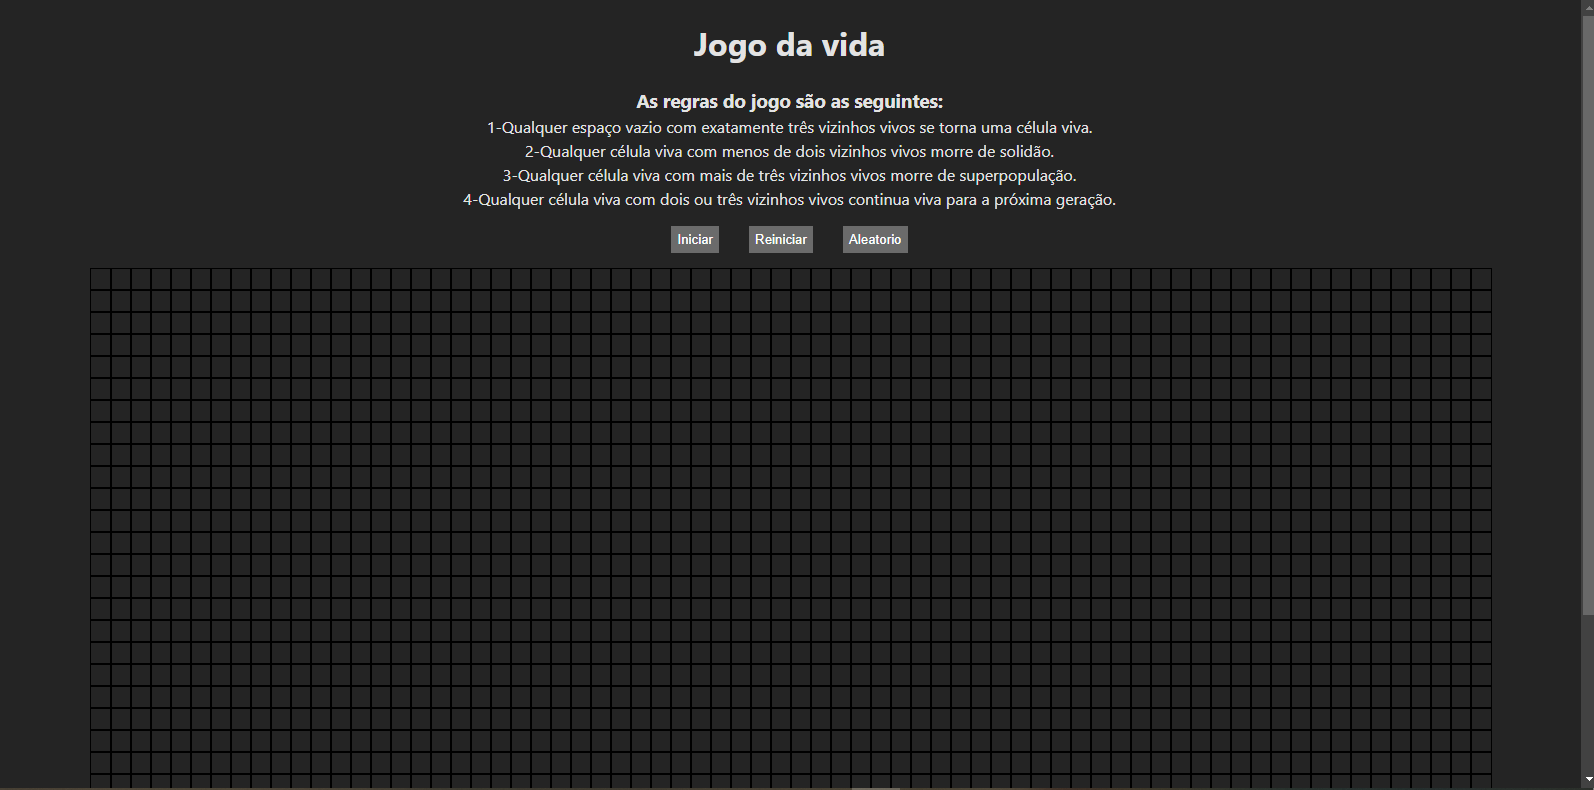 Jogo da vida
As regras do jogo são as seguintes:
1-Qualquer espaço vazio com exatamente três vizinhos vivos se torna uma célula viva.
2-Qualquer célula viva com menos de dois vizinhos vivos morre de solidão.
3-Qualquer célula viva com mais de três vizinhos vivos morre de superpopulação.
4-Qualquer célula viva com dois ou três vizinhos vivos continua viva para a próxima geração.
Iniciar Reiniciar Aleatorio